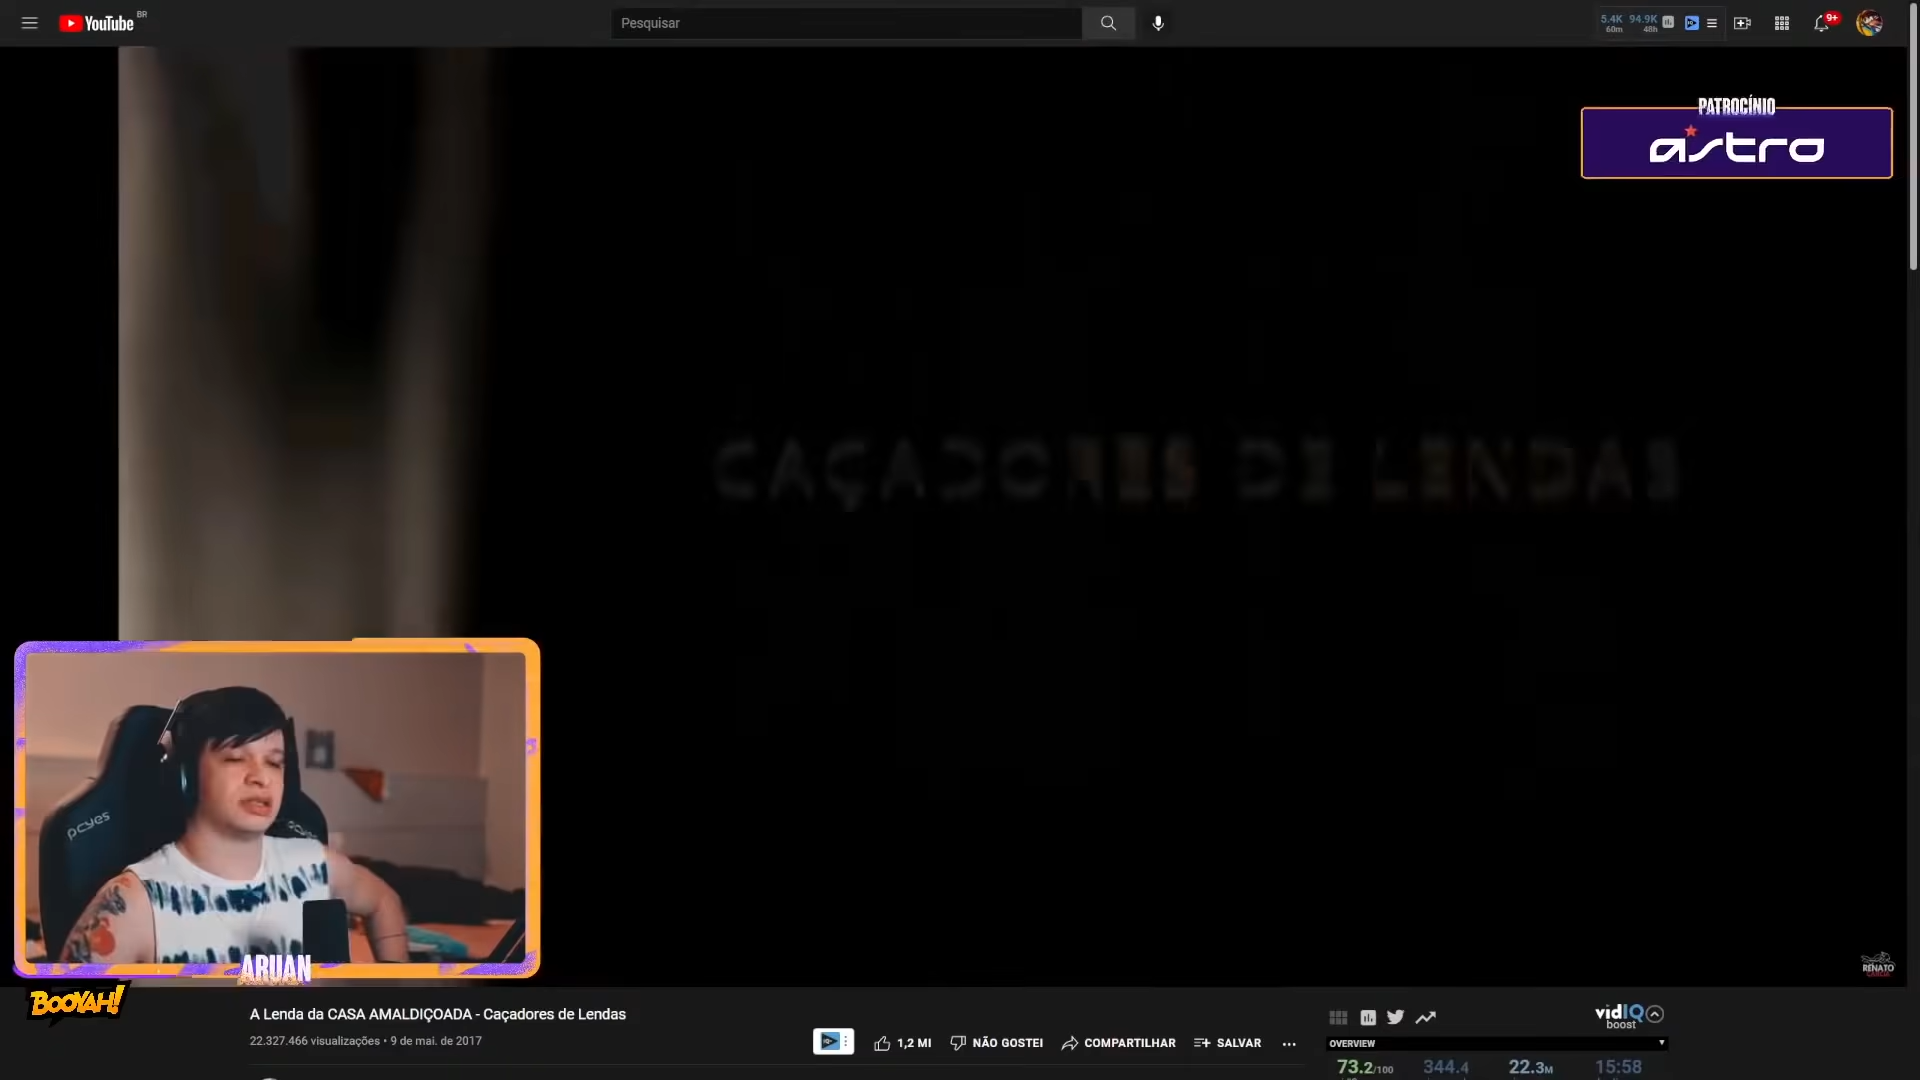 YouTube BR
Pesquisar
5.4K 94.9K
60m 48h
9+
PATROCÍNIO
astro
CAÇADORES DE LENDAS
pcyes
ARUAN
BOOYAH!
RENATO
GARCIA
A Lenda da CASA AMALDIÇOADA - Caçadores de Lendas
22.327.466 visualizações • 9 de mai. de 2017
1,2 MI
NÃO GOSTEI
COMPARTILHAR
SALVAR
vidIQ
boost
OVERVIEW
73.2/100
344.4
22.3M
15:58